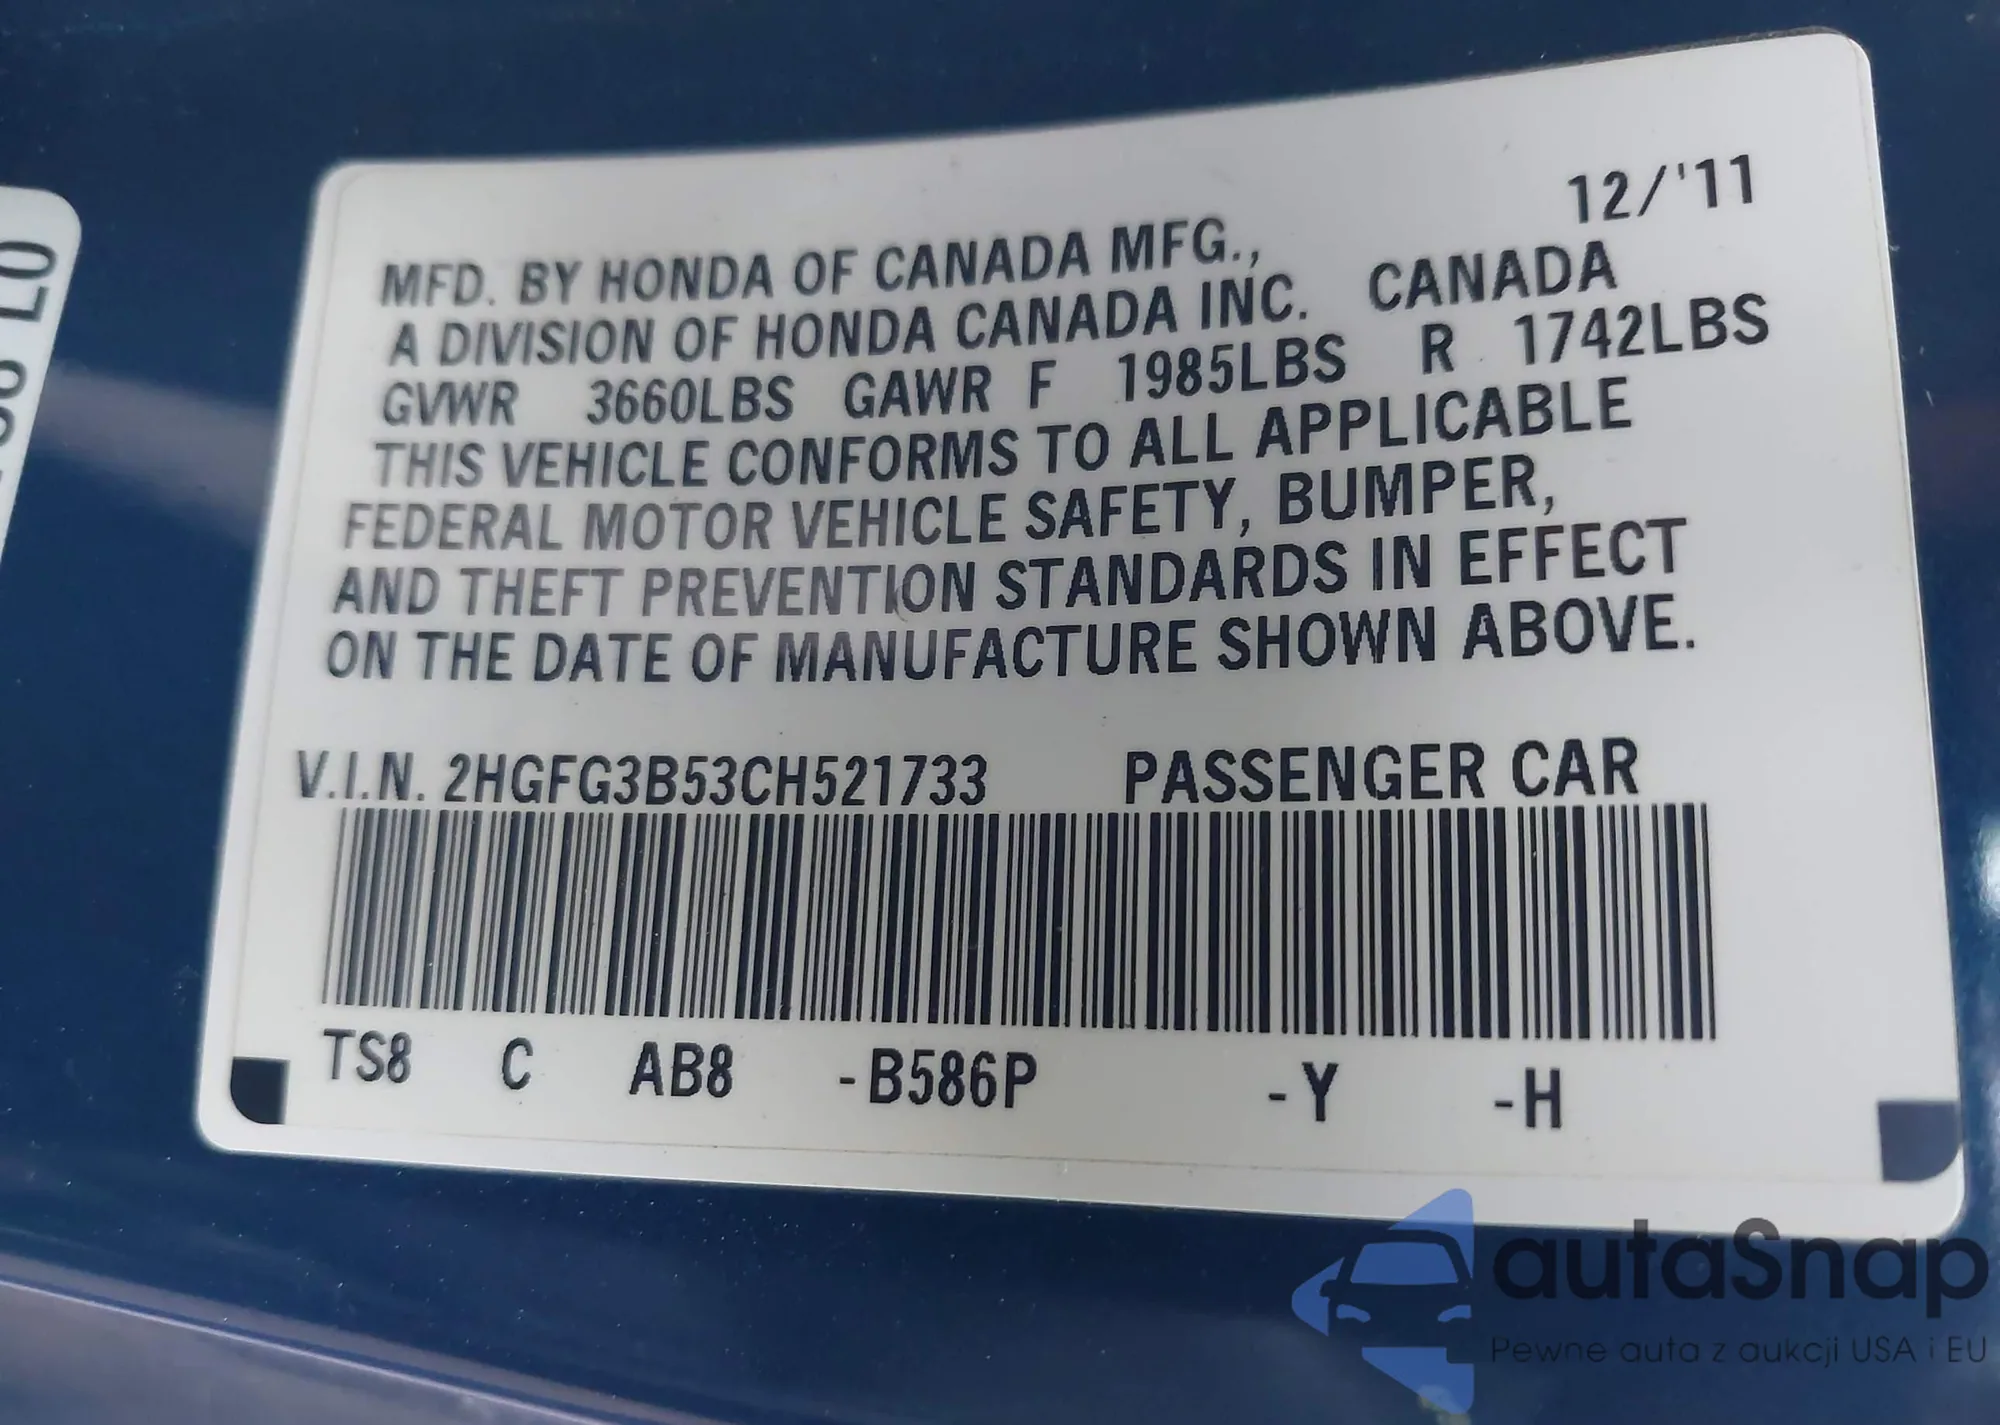 12/'11
MFD. BY HONDA OF CANADA MFG.,
A DIVISION OF HONDA CANADA INC. CANADA
GVWR 3660LBS GAWR F 1985LBS R 1742LBS
THIS VEHICLE CONFORMS TO ALL APPLICABLE
FEDERAL MOTOR VEHICLE SAFETY, BUMPER,
AND THEFT PREVENTION STANDARDS IN EFFECT
ON THE DATE OF MANUFACTURE SHOWN ABOVE.
V.I.N. 2HGFG3B53CH521733 PASSENGER CAR
TS8 C AB8 -B586P -Y -H
autaSnap
Pewne auta z aukcji USA i EU